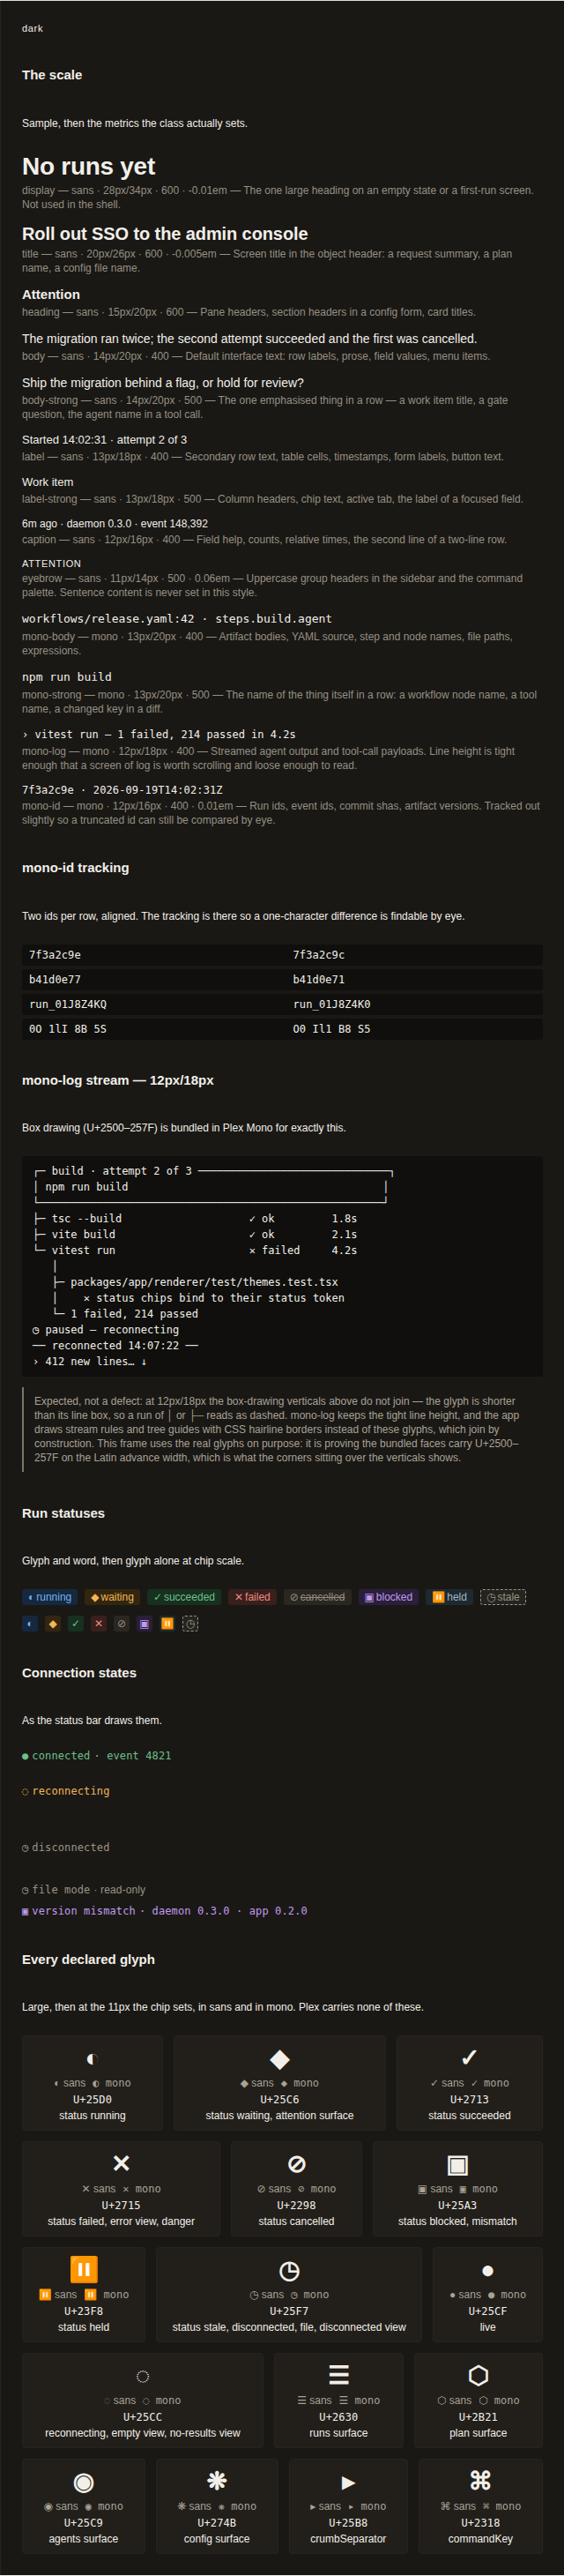 dark
The scale
Sample, then the metrics the class actually sets.
No runs yet
display — sans · 28px/34px · 600 · -0.01em — The one large heading on an empty state or a first-run screen.
Not used in the shell.
Roll out SSO to the admin console
title — sans · 20px/26px · 600 · -0.005em — Screen title in the object header: a request summary, a plan
name, a config file name.
Attention
heading — sans · 15px/20px · 600 — Pane headers, section headers in a config form, card titles.
The migration ran twice; the second attempt succeeded and the first was cancelled.
body — sans · 14px/20px · 400 — Default interface text: row labels, prose, field values, menu items.
Ship the migration behind a flag, or hold for review?
body-strong — sans · 14px/20px · 500 — The one emphasised thing in a row — a work item title, a gate
question, the agent name in a tool call.
Started 14:02:31 · attempt 2 of 3
label — sans · 13px/18px · 400 — Secondary row text, table cells, timestamps, form labels, button text.
Work item
label-strong — sans · 13px/18px · 500 — Column headers, chip text, active tab, the label of a focused field.
6m ago · daemon 0.3.0 · event 148,392
caption — sans · 12px/16px · 400 — Field help, counts, relative times, the second line of a two-line row.
ATTENTION
eyebrow — sans · 11px/14px · 500 · 0.06em — Uppercase group headers in the sidebar and the command
palette. Sentence content is never set in this style.
workflows/release.yaml:42 · steps.build.agent
mono-body — mono · 13px/20px · 400 — Artifact bodies, YAML source, step and node names, file paths,
expressions.
npm run build
mono-strong — mono · 13px/20px · 500 — The name of the thing itself in a row: a workflow node name, a tool
name, a changed key in a diff.
› vitest run — 1 failed, 214 passed in 4.2s
mono-log — mono · 12px/18px · 400 — Streamed agent output and tool-call payloads. Line height is tight
enough that a screen of log is worth scrolling and loose enough to read.
7f3a2c9e · 2026-09-19T14:02:31Z
mono-id — mono · 12px/16px · 400 · 0.01em — Run ids, event ids, commit shas, artifact versions. Tracked out
slightly so a truncated id can still be compared by eye.
mono-id tracking
Two ids per row, aligned. The tracking is there so a one-character difference is findable by eye.
7f3a2c9e 7f3a2c9c
b41d0e77 b41d0e71
run_01J8Z4KQ run_01J8Z4K0
0O 1lI 8B 5S O0 Il1 B8 S5
mono-log stream — 12px/18px
Box drawing (U+2500–257F) is bundled in Plex Mono for exactly this.
┌─ build · attempt 2 of 3 ──────────────────────────────┐
│ npm run build │
└──────────────────────────────────────────────────────┘
├─ tsc --build ✓ ok 1.8s
├─ vite build ✓ ok 2.1s
└─ vitest run ✕ failed 4.2s
│
├─ packages/app/renderer/test/themes.test.tsx
│ ✕ status chips bind to their status token
└─ 1 failed, 214 passed
◷ paused — reconnecting
── reconnected 14:07:22 ──
› 412 new lines… ↓
Expected, not a defect: at 12px/18px the box-drawing verticals above do not join — the glyph is shorter
than its line box, so a run of │ or ├─ reads as dashed. mono-log keeps the tight line height, and the app
draws stream rules and tree guides with CSS hairline borders instead of these glyphs, which join by
construction. This frame uses the real glyphs on purpose: it is proving the bundled faces carry U+2500–
257F on the Latin advance width, which is what the corners sitting over the verticals shows.
Run statuses
Glyph and word, then glyph alone at chip scale.
◐ running ◆ waiting ✓ succeeded ✕ failed ⊘ cancelled ▣ blocked ⏸ held ◷ stale
◐ ◆ ✓ ✕ ⊘ ▣ ⏸ ◷
Connection states
As the status bar draws them.
● connected · event 4821
◌ reconnecting
◷ disconnected
◷ file mode · read-only
▣ version mismatch · daemon 0.3.0 · app 0.2.0
Every declared glyph
Large, then at the 11px the chip sets, in sans and in mono. Plex carries none of these.
◐ ◆ ✓
◐ sans ◐ mono ◆ sans ◆ mono ✓ sans ✓ mono
U+25D0 U+25C6 U+2713
status running status waiting, attention surface status succeeded
✕ ⊘ ▣
✕ sans ✕ mono ⊘ sans ⊘ mono ▣ sans ▣ mono
U+2715 U+2298 U+25A3
status failed, error view, danger status cancelled status blocked, mismatch
⏸ ◷ ●
⏸ sans ⏸ mono ◷ sans ◷ mono ● sans ● mono
U+23F8 U+25F7 U+25CF
status held status stale, disconnected, file, disconnected view live
◌ ☰ ⬡
◌ sans ◌ mono ☰ sans ☰ mono ⬡ sans ⬡ mono
U+25CC U+2630 U+2B21
reconnecting, empty view, no-results view runs surface plan surface
◉ ❋ ▸ ⌘
◉ sans ◉ mono ❋ sans ❋ mono ▸ sans ▸ mono ⌘ sans ⌘ mono
U+25C9 U+274B U+25B8 U+2318
agents surface config surface crumbSeparator commandKey